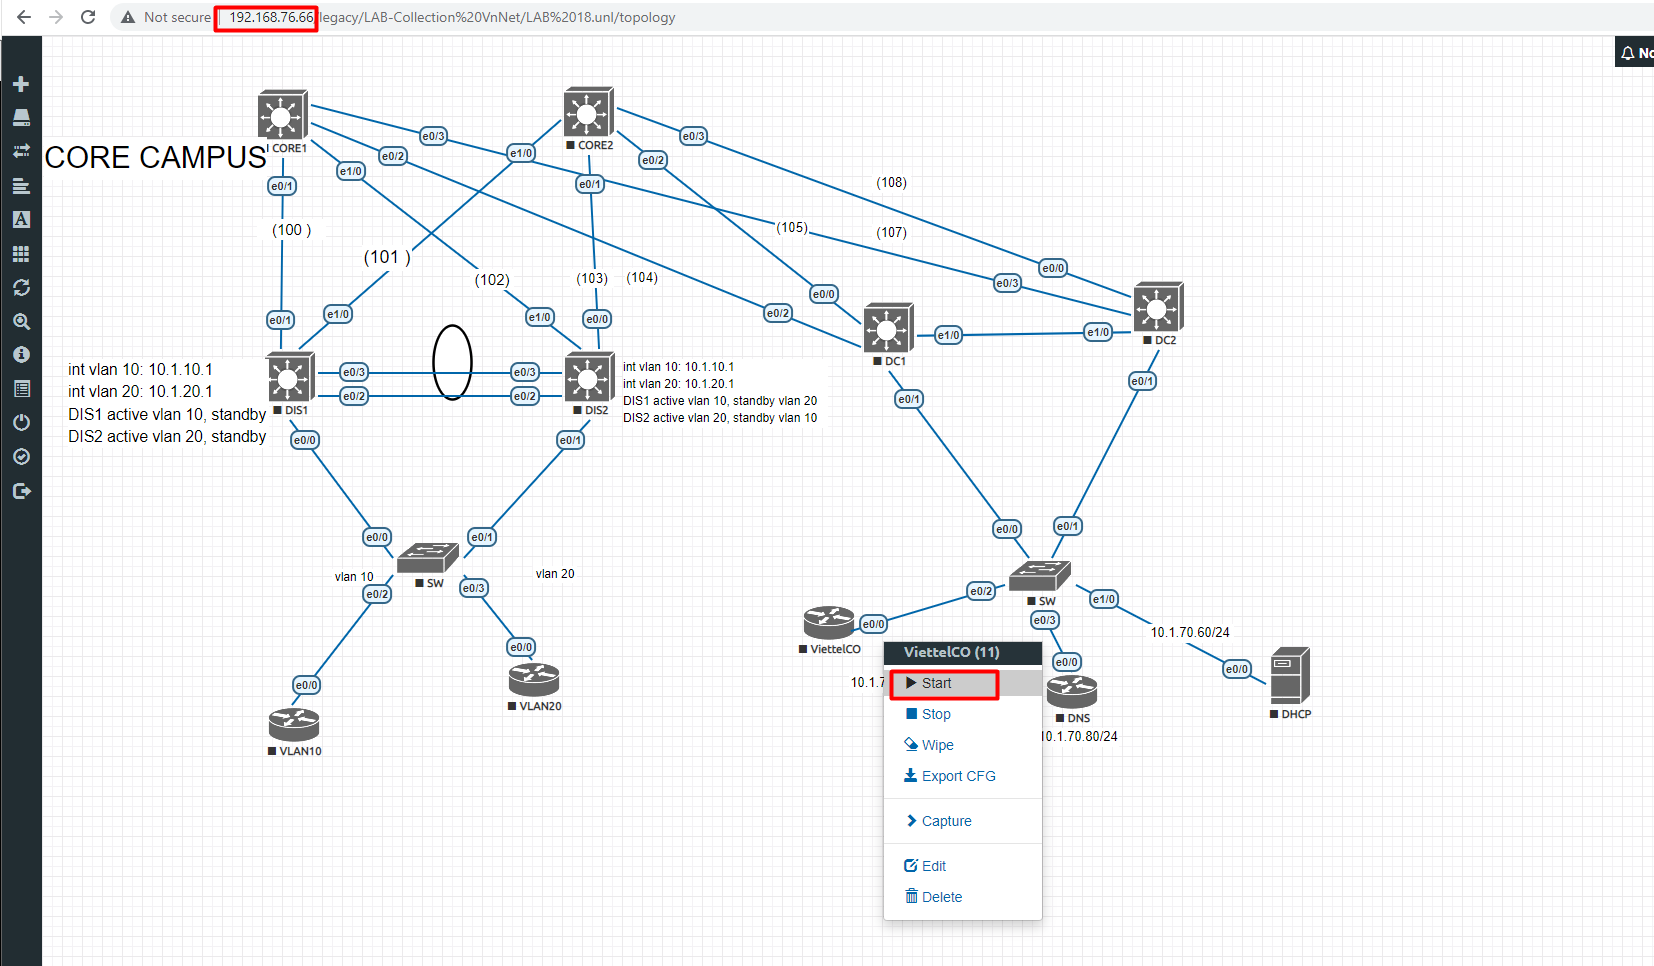 Not secure | 192.168.76.66/legacy/LAB-Collection%20VnNet/LAB%2018.unl/topology
No
CORE CAMPUS
CORE1
CORE2
e0/3
e0/2
e1/0
e0/1
e1/0
e0/3
e0/2
e0/1
(100 )
(101 )
(102)
(103)
(104)
(105)
(107)
(108)
e0/1
e1/0
e1/0
e0/0
e0/2
e0/0
e0/3
e0/0
int vlan 10: 10.1.10.1
int vlan 20: 10.1.20.1
DIS1 active vlan 10, standby
DIS2 active vlan 20, standby
DIS1
e0/3
e0/2
e0/3
e0/2
DIS2
int vlan 10: 10.1.10.1
int vlan 20: 10.1.20.1
DIS1 active vlan 10, standby vlan 20
DIS2 active vlan 20, standby vlan 10
DC1
e1/0
e1/0
DC2
e0/1
e0/1
e0/0
e0/1
e0/0
e0/1
SW
vlan 10
e0/2
e0/3
vlan 20
e0/0
VLAN20
e0/0
VLAN10
e0/0
e0/1
SW
e0/2
e0/3
e1/0
e0/0
ViettelCO
10.1.7
10.1.70.60/24
e0/0
DHCP
e0/0
DNS
10.1.70.80/24
ViettelCO (11)
Start
Stop
Wipe
Export CFG
Capture
Edit
Delete